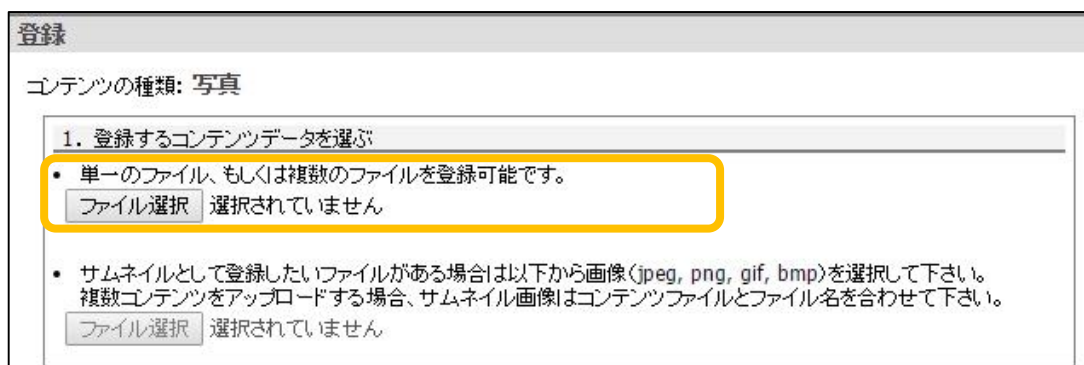 登録
コンテンツの種類: 写真
1. 登録するコンテンツデータを選ぶ
• 単一のファイル、もしくは複数のファイルを登録可能です。
ファイル選択 選択されていません
• サムネイルとして登録したいファイルがある場合は以下から画像(jpeg, png, gif, bmp)を選択して下さい。
複数コンテンツをアップロードする場合、サムネイル画像はコンテンツファイルとファイル名を合わせて下さい。
ファイル選択 選択されていません